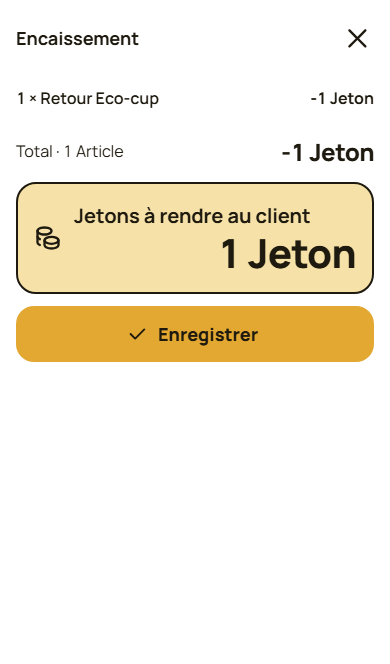 Encaissement
1 × Retour Eco-cup -1 Jeton
Total · 1 Article -1 Jeton
Jetons à rendre au client
1 Jeton
Enregistrer